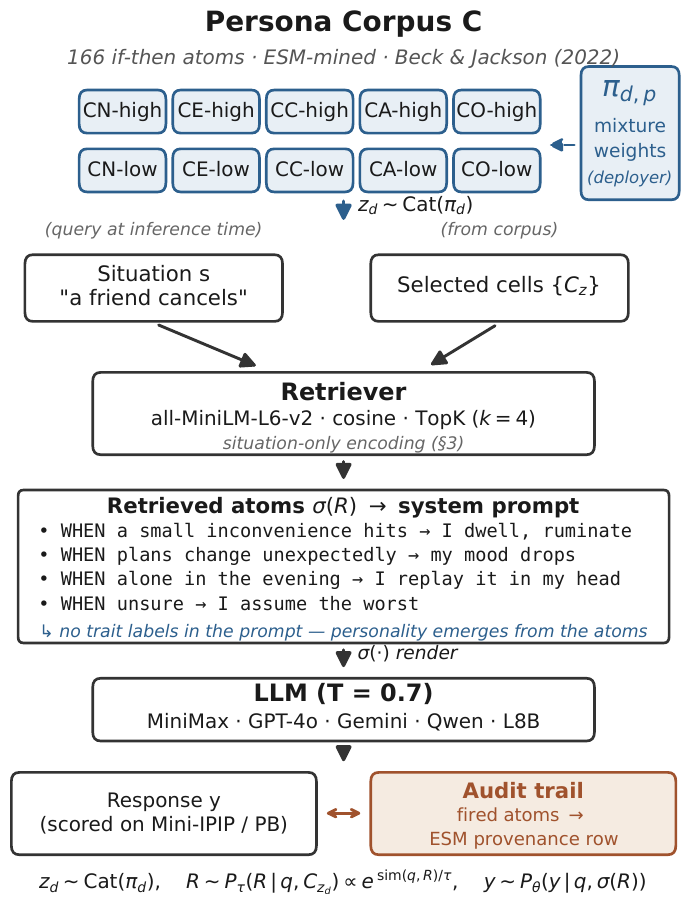 Persona Corpus C
166 if-then atoms · ESM-mined · Beck & Jackson (2022)
CN-high CE-high CC-high CA-high CO-high
CN-low CE-low CC-low CA-low CO-low
π_{d,p}
mixture
weights
(deployer)
z_d ~ Cat(π_d)
(query at inference time)
(from corpus)
Situation s
"a friend cancels"
Selected cells {C_z}
Retriever
all-MiniLM-L6-v2 · cosine · TopK (k = 4)
situation-only encoding (§3)
Retrieved atoms σ(R) → system prompt
• WHEN a small inconvenience hits → I dwell, ruminate
• WHEN plans change unexpectedly → my mood drops
• WHEN alone in the evening → I replay it in my head
• WHEN unsure → I assume the worst
↳ no trait labels in the prompt — personality emerges from the atoms
σ(·) render
LLM (T = 0.7)
MiniMax · GPT-4o · Gemini · Qwen · L8B
Response y
(scored on Mini-IPIP / PB)
Audit trail
fired atoms →
ESM provenance row
z_d ~ Cat(π_d), R ~ P_τ(R | q, C_{z_d}) ∝ e^{sim(q, R)/τ}, y ~ P_θ(y | q, σ(R))